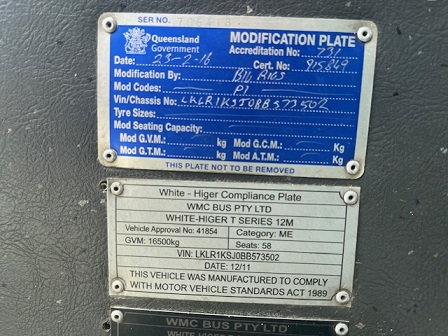 SER NO.
Queensland
Government
MODIFICATION PLATE
Accreditation No: 731
Date: 23-2-16 Cert. No:
Modification By: BIG RIGS
Mod Codes: P1
Vin/Chassis No: LKLR1KSJ0BB573502
Tyre Sizes:
Mod Seating Capacity:
Mod G.V.M.: kg Mod G.C.M.: Kg
Mod G.T.M.: kg Mod A.T.M.: Kg
THIS PLATE NOT TO BE REMOVED
White - Higer Compliance Plate
WMC BUS PTY LTD
WHITE-HIGER T SERIES 12M
Vehicle Approval No: 41854 Category: ME
GVM: 16500kg Seats: 58
VIN: LKLR1KSJ0BB573502
DATE: 12/11
THIS VEHICLE WAS MANUFACTURED TO COMPLY
WITH MOTOR VEHICLE STANDARDS ACT 1989
WMC BUS PTY LTD